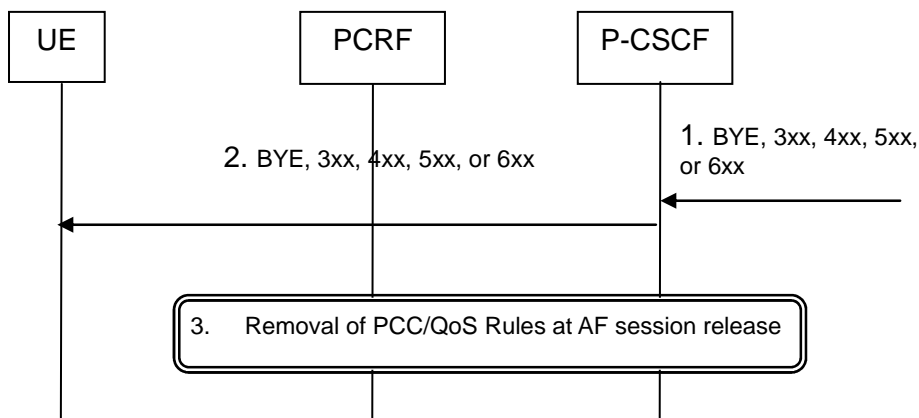 UE
PCRF
P-CSCF
1. BYE, 3xx, 4xx, 5xx,
or 6xx
2. BYE, 3xx, 4xx, 5xx, or 6xx
3. Removal of PCC/QoS Rules at AF session release